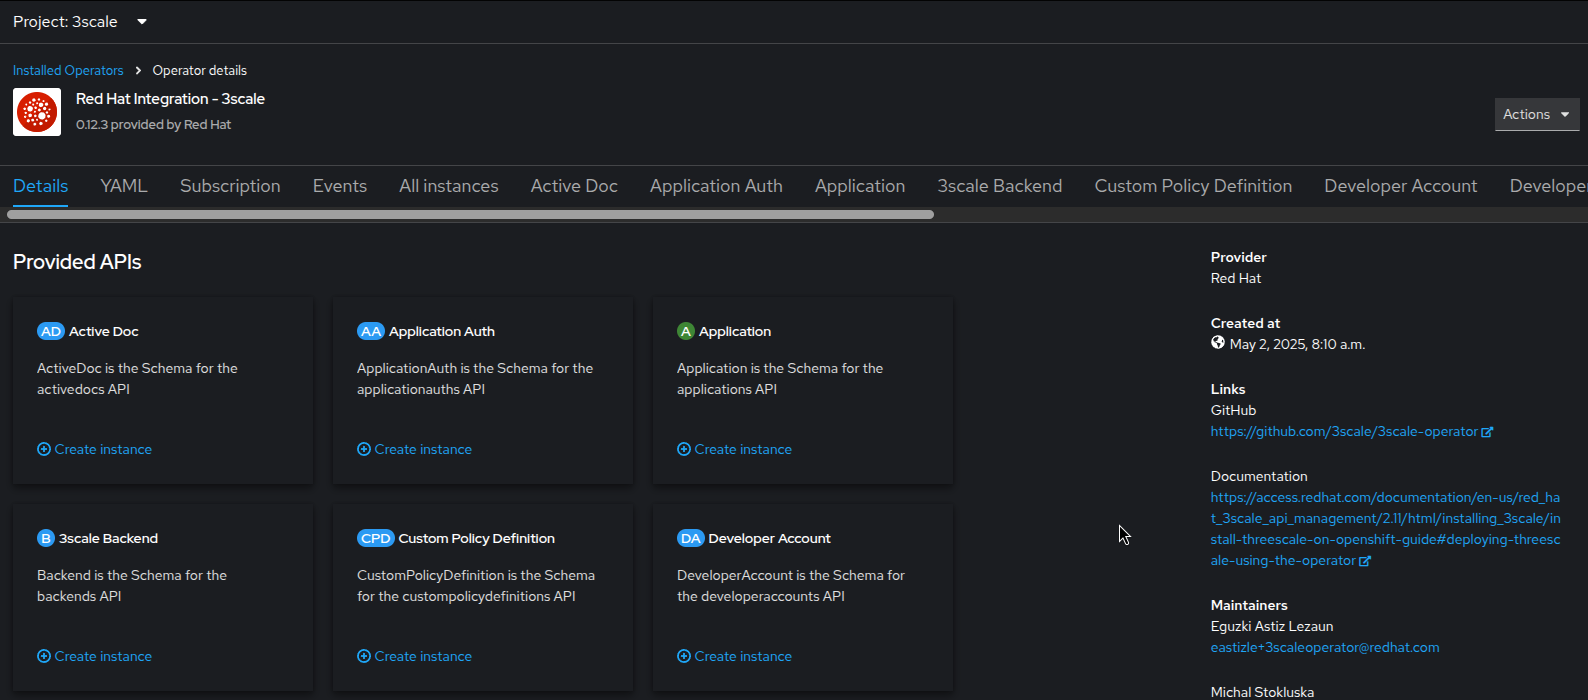 Project: 3scale
Installed Operators > Operator details
Red Hat Integration - 3scale
0.12.3 provided by Red Hat
Actions
Details YAML Subscription Events All instances Active Doc Application Auth Application 3scale Backend Custom Policy Definition Developer Account Develope
Provided APIs
AD Active Doc
ActiveDoc is the Schema for the
activedocs API
Create instance
AA Application Auth
ApplicationAuth is the Schema for the
applicationauths API
Create instance
A Application
Application is the Schema for the
applications API
Create instance
B 3scale Backend
Backend is the Schema for the
backends API
Create instance
CPD Custom Policy Definition
CustomPolicyDefinition is the Schema
for the custompolicydefinitions API
Create instance
DA Developer Account
DeveloperAccount is the Schema for
the developeraccounts API
Create instance
Provider
Red Hat
Created at
May 2, 2025, 8:10 a.m.
Links
GitHub
https://github.com/3scale/3scale-operator
Documentation
https://access.redhat.com/documentation/en-us/red_ha
t_3scale_api_management/2.11/html/installing_3scale/in
stall-threescale-on-openshift-guide#deploying-threesc
ale-using-the-operator
Maintainers
Eguzki Astiz Lezaun
eastizle+3scaleoperator@redhat.com
Michal Stokluska